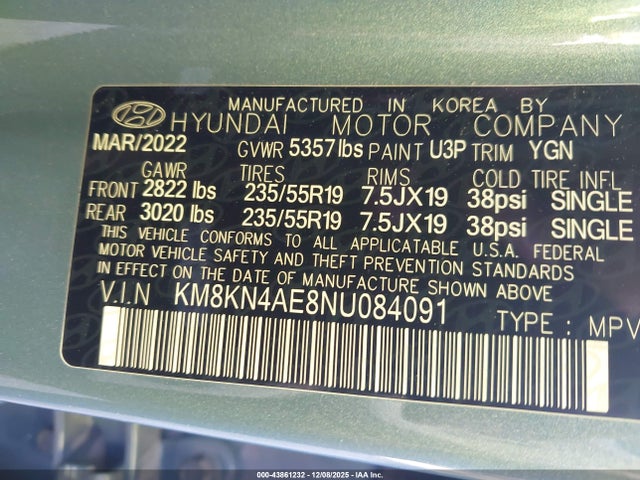 MANUFACTURED IN KOREA BY
HYUNDAI MOTOR COMPANY
MAR/2022 GVWR 5357 lbs PAINT U3P TRIM YGN
GAWR TIRES RIMS COLD TIRE INFL
FRONT 2822 lbs 235/55R19 7.5JX19 38psi SINGLE
REAR 3020 lbs 235/55R19 7.5JX19 38psi SINGLE
THIS VEHICLE CONFORMS TO ALL APPLICABLE U.S.A. FEDERAL
MOTOR VEHICLE SAFETY AND THEFT PREVENTION STANDARDS
IN EFFECT ON THE DATE OF MANUFACTURE SHOWN ABOVE.
V.I.N KM8KN4AE8NU084091
TYPE : MPV
000-43861232 - 12/08/2025 - IAA Inc.